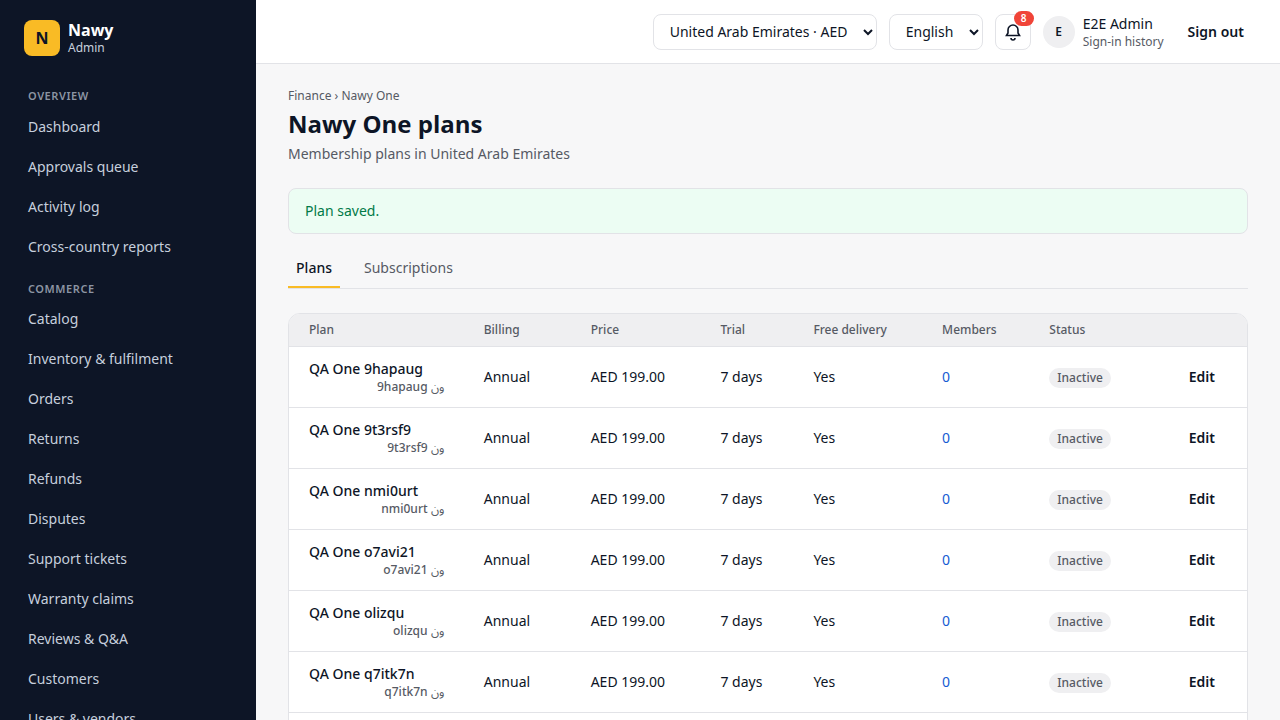 N
Nawy
Admin
OVERVIEW
Dashboard
Approvals queue
Activity log
Cross-country reports
COMMERCE
Catalog
Inventory & fulfilment
Orders
Returns
Refunds
Disputes
Support tickets
Warranty claims
Reviews & Q&A
Customers
Users & vendors
United Arab Emirates · AED
English
8
E
E2E Admin
Sign-in history
Sign out
Finance › Nawy One
Nawy One plans
Membership plans in United Arab Emirates
Plan saved.
Plans Subscriptions
Plan Billing Price Trial Free delivery Members Status
QA One 9hapaug
ون 9hapaug
Annual AED 199.00 7 days Yes 0 Inactive Edit
QA One 9t3rsf9
ون 9t3rsf9
Annual AED 199.00 7 days Yes 0 Inactive Edit
QA One nmi0urt
ون nmi0urt
Annual AED 199.00 7 days Yes 0 Inactive Edit
QA One o7avi21
ون o7avi21
Annual AED 199.00 7 days Yes 0 Inactive Edit
QA One olizqu
ون olizqu
Annual AED 199.00 7 days Yes 0 Inactive Edit
QA One q7itk7n
ون q7itk7n
Annual AED 199.00 7 days Yes 0 Inactive Edit